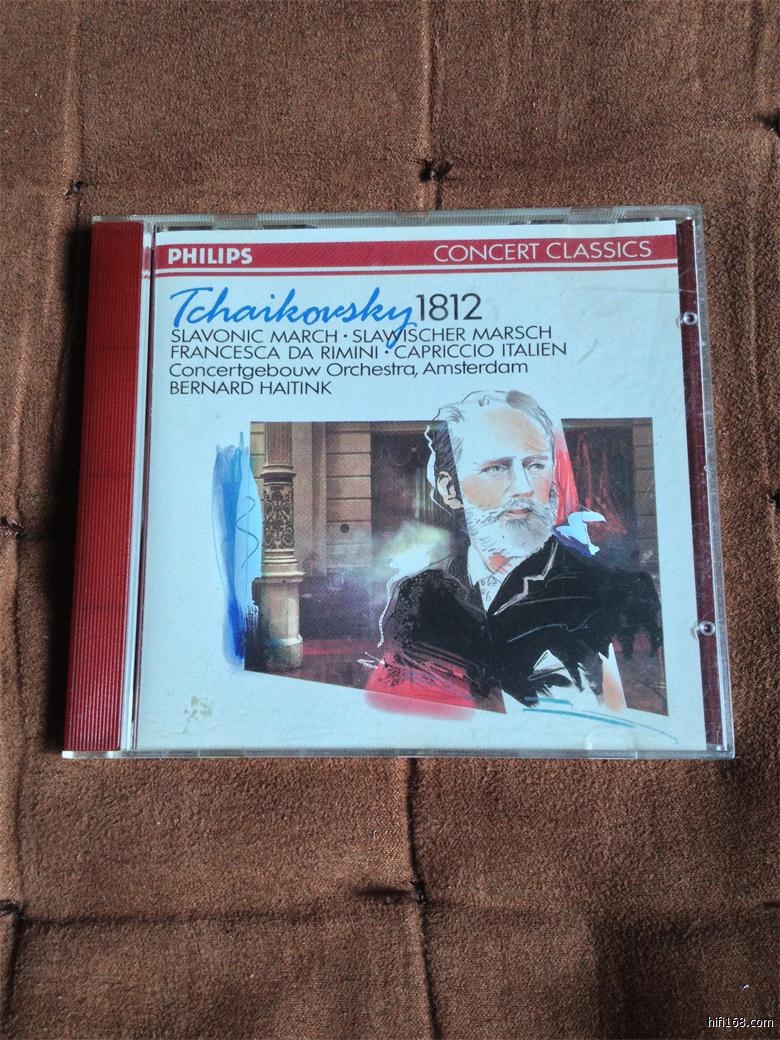 PHILIPS CONCERT CLASSICS
Tchaikovsky 1812
SLAVONIC MARCH · SLAWISCHER MARSCH
FRANCESCA DA RIMINI · CAPRICCIO ITALIEN
Concertgebouw Orchestra, Amsterdam
BERNARD HAITINK
hifi168.com